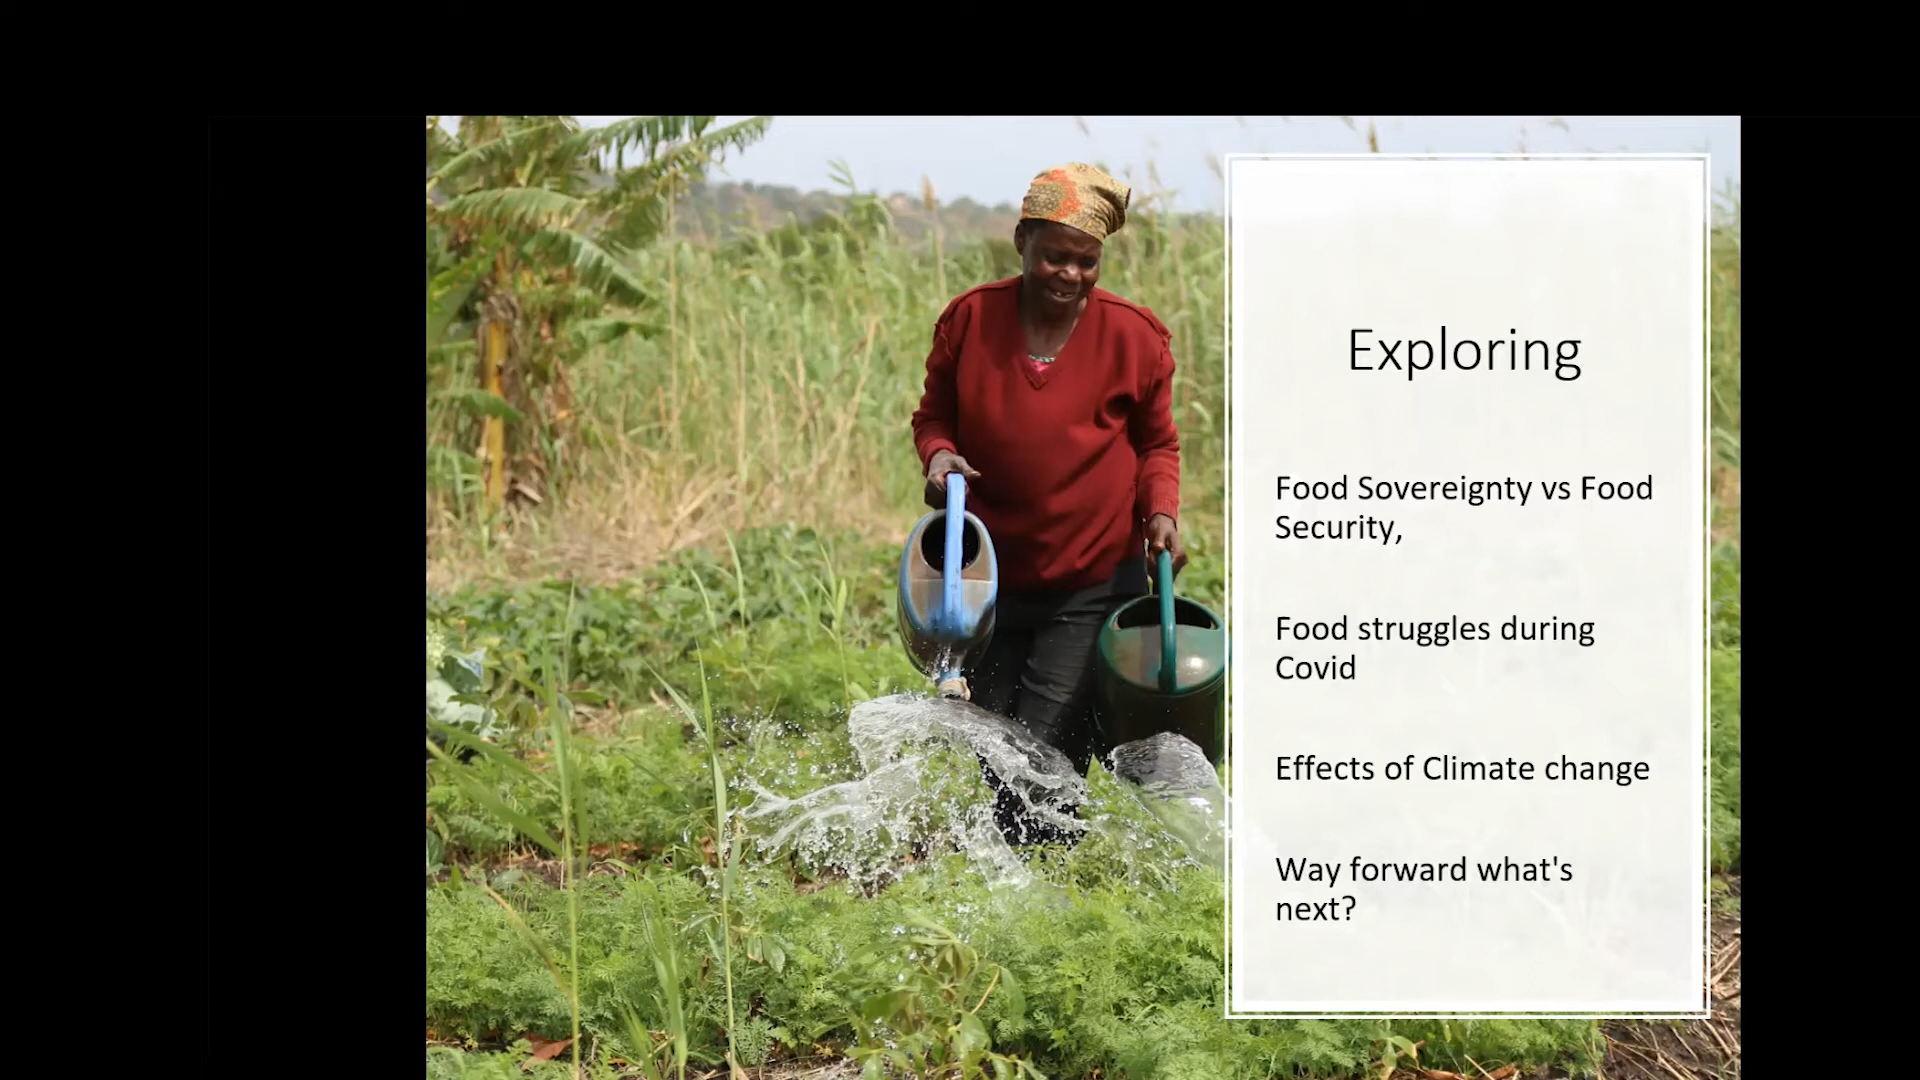 Exploring
Food Sovereignty vs Food
Security,
Food struggles during
Covid
Effects of Climate change
Way forward what's
next?